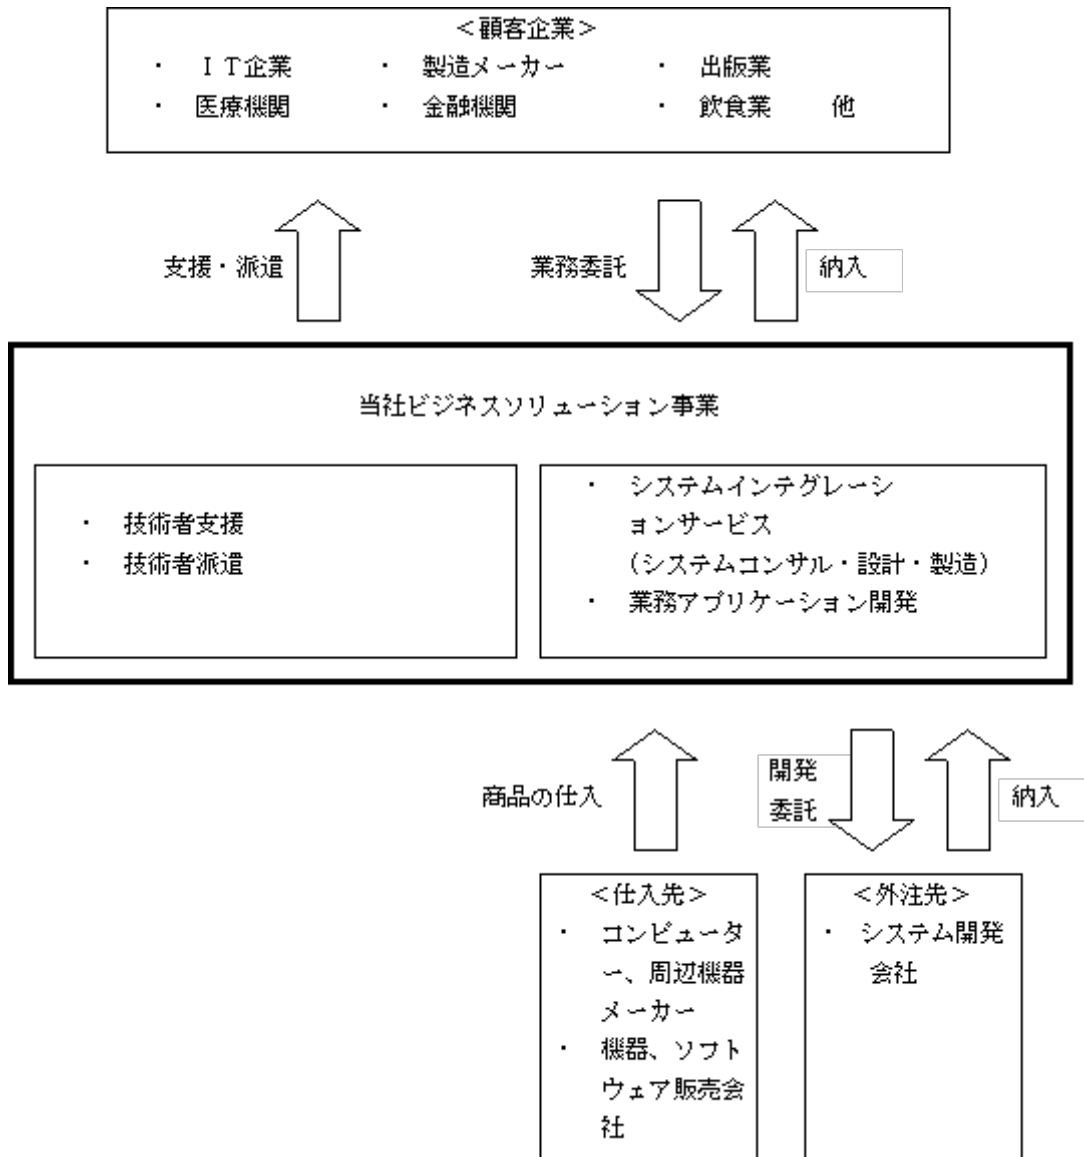 ＜顧客企業＞
・ ＩＴ企業 ・ 製造メーカー ・ 出版業
・ 医療機関 ・ 金融機関 ・ 飲食業 他
支援・派遣
業務委託
納入
当社ビジネスソリューション事業
・ 技術者支援
・ 技術者派遣
・ システムインテグレーシ
ョンサービス
（システムコンサル・設計・製造）
・ 業務アプリケーション開発
商品の仕入
開発
委託
納入
＜仕入先＞
・ コンピュータ
ー、周辺機器
メーカー
・ 機器、ソフト
ウェア販売会
社
＜外注先＞
・ システム開発
会社